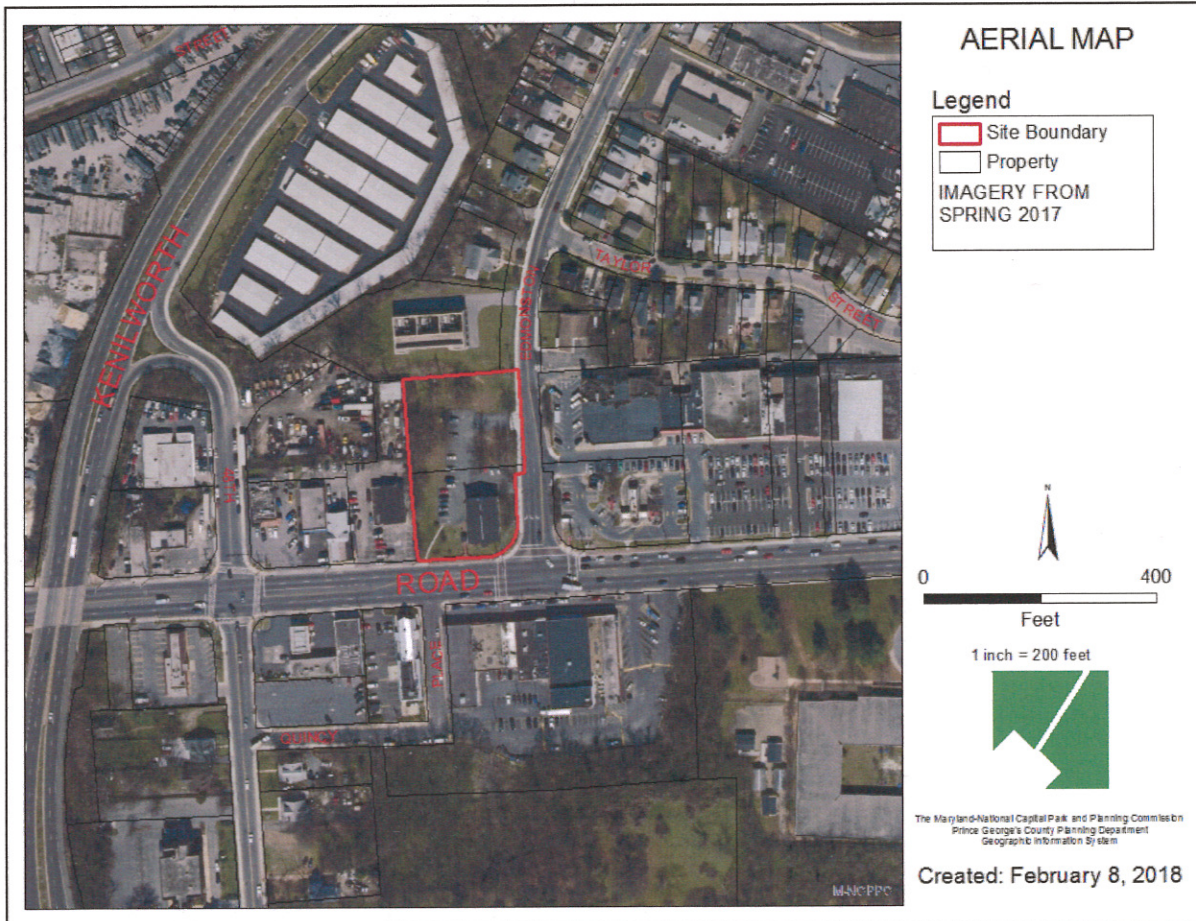 AERIAL MAP
Legend
Site Boundary
Property
IMAGERY FROM
SPRING 2017
STREET
KENILWORTH
EDMONSTON
TAYLOR
STREET
ROAD
PLACE
QUINCY
M-NCPPC
N
0 400
Feet
1 inch = 200 feet
The Maryland-National Capital Park and Planning Commission
Prince George's County Planning Department
Geographic Information System
Created: February 8, 2018